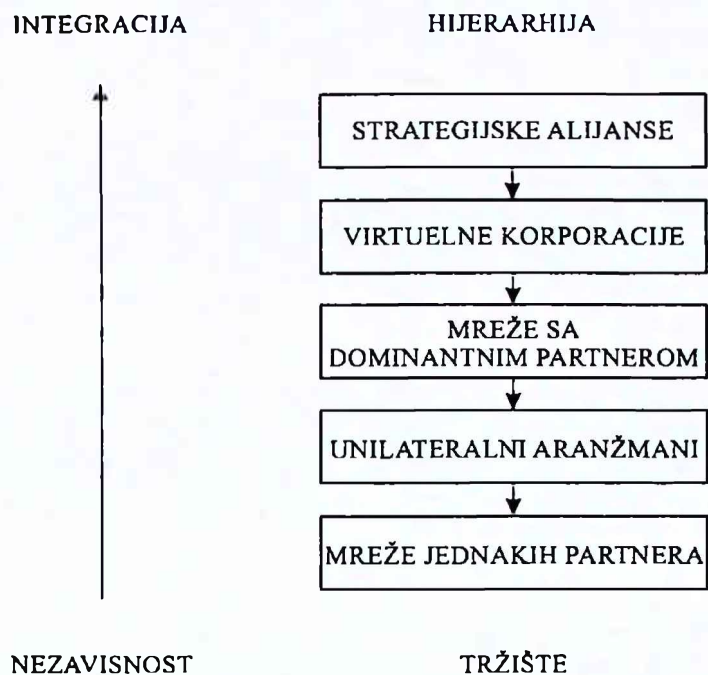 INTEGRACIJA
HIJERARHIJA
STRATEGIJSKE ALIJANSE
VIRTUELNE KORPORACIJE
MREŽE SA
DOMINANTNIM PARTNEROM
UNILATERALNI ARANŽMANI
MREŽE JEDNAKIH PARTNERA
NEZAVISNOST
TRŽIŠTE